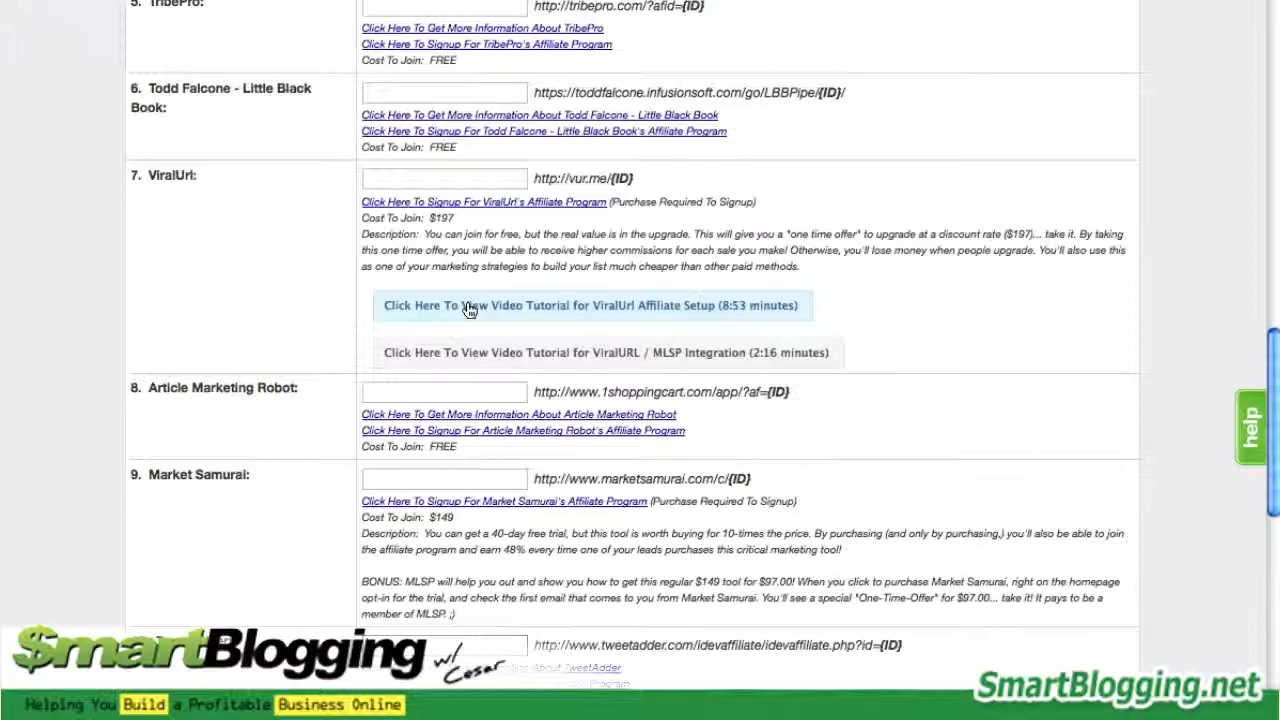 5. TribePro:
http://tribepro.com/?afid={ID}
Click Here To Get More Information About TribePro
Click Here To Signup For TribePro's Affiliate Program
Cost To Join: FREE
6. Todd Falcone - Little Black
Book:
https://toddfalcone.infusionsoft.com/go/LBBPipe/{ID}/
Click Here To Get More Information About Todd Falcone - Little Black Book
Click Here To Signup For Todd Falcone - Little Black Book's Affiliate Program
Cost To Join: FREE
7. ViralUrl:
http://vur.me/{ID}
Click Here To Signup For ViralUrl's Affiliate Program (Purchase Required To Signup)
Cost To Join: $197
Description: You can join for free, but the real value is in the upgrade. This will give you a "one time offer" to upgrade at a discount rate ($197)... take it. By taking
this one time offer, you will be able to receive higher commissions for each sale you make! Otherwise, you'll lose money when people upgrade. You'll also use this
as one of your marketing strategies to build your list much cheaper than other paid methods.
Click Here To View Video Tutorial for ViralUrl Affiliate Setup (8:53 minutes)
Click Here To View Video Tutorial for ViralURL / MLSP Integration (2:16 minutes)
8. Article Marketing Robot:
http://www.1shoppingcart.com/app/?af={ID}
Click Here To Get More Information About Article Marketing Robot
Click Here To Signup For Article Marketing Robot's Affiliate Program
Cost To Join: FREE
9. Market Samurai:
http://www.marketsamurai.com/c/{ID}
Click Here To Signup For Market Samurai's Affiliate Program (Purchase Required To Signup)
Cost To Join: $149
Description: You can get a 40-day free trial, but this tool is worth buying for 10-times the price. By purchasing (and only by purchasing,) you'll also be able to join
the affiliate program and earn 48% every time one of your leads purchases this critical marketing tool!
BONUS: MLSP will help you out and show you how to get this regular $149 tool for $97.00! When you click to purchase Market Samurai, right on the homepage
opt-in for the trial, and check the first email that comes to you from Market Samurai. You'll see a special "One-Time-Offer" for $97.00... take it! It pays to be a
member of MLSP. ;)
http://www.tweetadder.com/idevaffiliate/idevaffiliate.php?id={ID}
About TweetAdder
Program
help
$martBlogging w/ Cesar
Helping You Build a Profitable Business Online
SmartBlogging.net